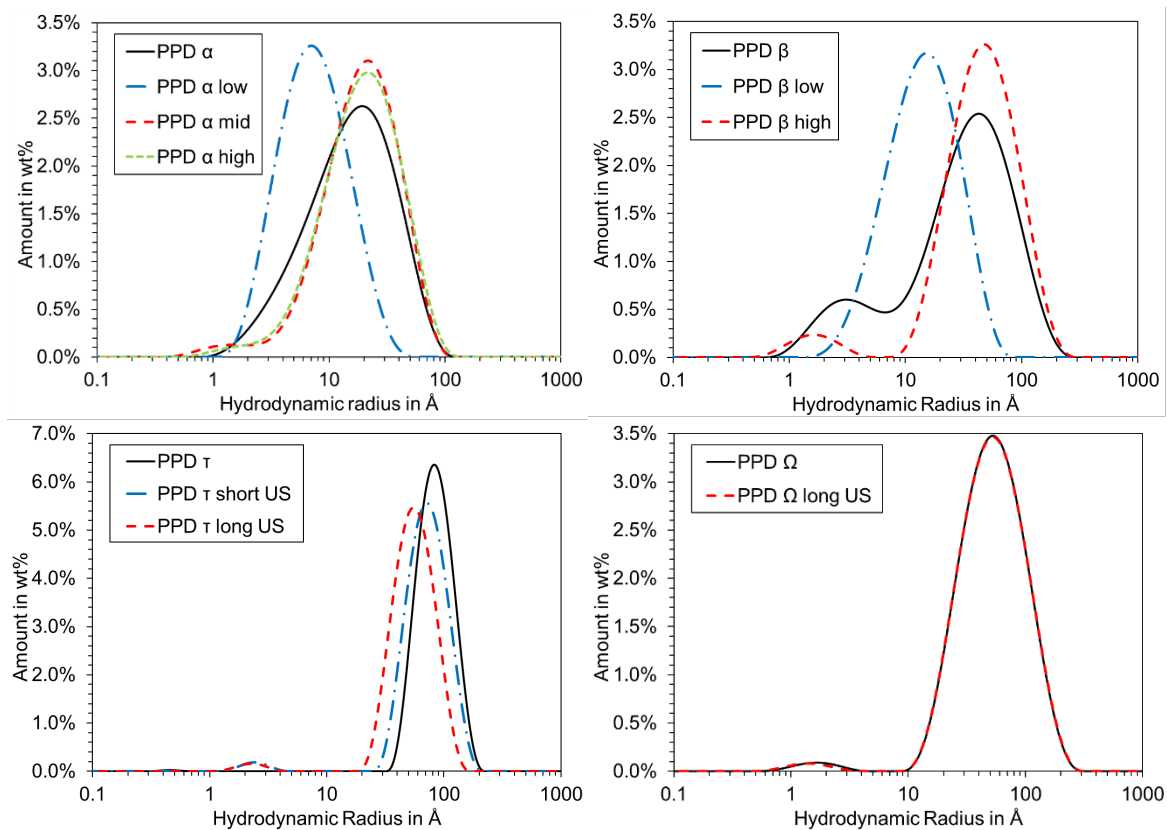 3.5%
3.0%
2.5%
2.0%
1.5%
1.0%
0.5%
0.0%
Amount in wt%
PPD α
PPD α low
PPD α mid
PPD α high
0.1 1 10 100 1000
Hydrodynamic radius in Å
3.5%
3.0%
2.5%
2.0%
1.5%
1.0%
0.5%
0.0%
Amount in wt%
PPD β
PPD β low
PPD β high
0.1 1 10 100 1000
Hydrodynamic Radius in Å
7.0%
6.0%
5.0%
4.0%
3.0%
2.0%
1.0%
0.0%
Amount in wt%
PPD τ
PPD τ short US
PPD τ long US
0.1 1 10 100 1000
Hydrodynamic Radius in Å
3.5%
3.0%
2.5%
2.0%
1.5%
1.0%
0.5%
0.0%
Amount in wt%
PPD Ω
PPD Ω long US
0.1 1 10 100 1000
Hydrodynamic Radius in Å